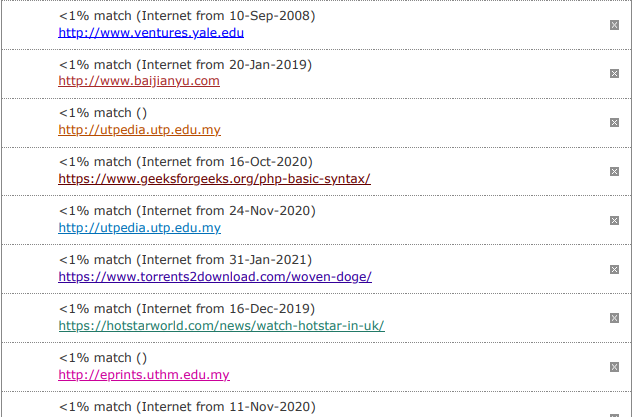 <1% match (Internet from 10-Sep-2008)
http://www.ventures.yale.edu
<1% match (Internet from 20-Jan-2019)
http://www.baijianyu.com
<1% match ()
http://utpedia.utp.edu.my
<1% match (Internet from 16-Oct-2020)
https://www.geeksforgeeks.org/php-basic-syntax/
<1% match (Internet from 24-Nov-2020)
http://utpedia.utp.edu.my
<1% match (Internet from 31-Jan-2021)
https://www.torrents2download.com/woven-doge/
<1% match (Internet from 16-Dec-2019)
https://hotstarworld.com/news/watch-hotstar-in-uk/
<1% match ()
http://eprints.uthm.edu.my
<1% match (Internet from 11-Nov-2020)